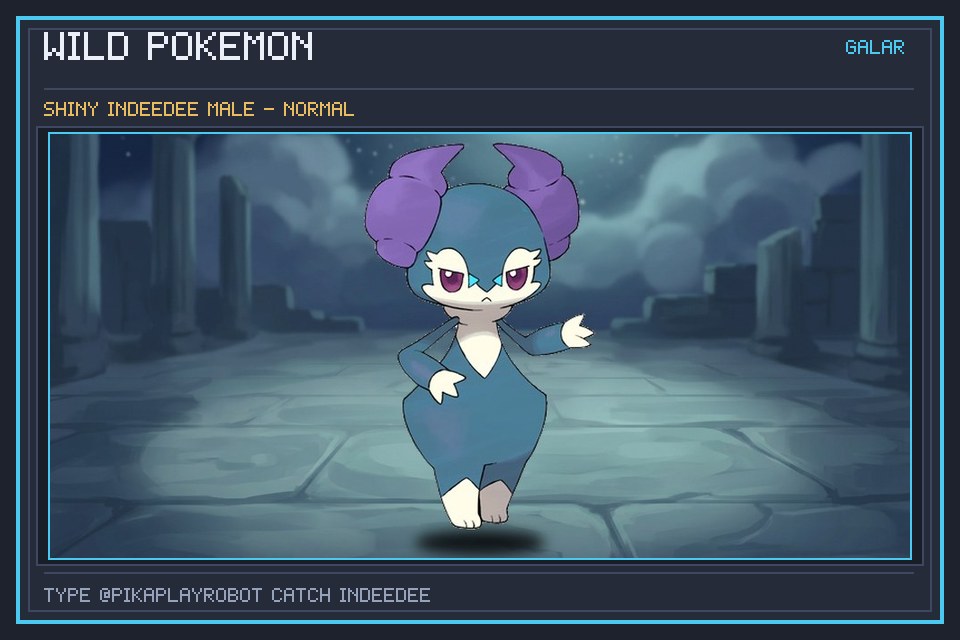 WILD POKEMON
GALAR
SHINY INDEEDEE MALE - NORMAL
TYPE @PIKAPLAYROBOT CATCH INDEEDEE